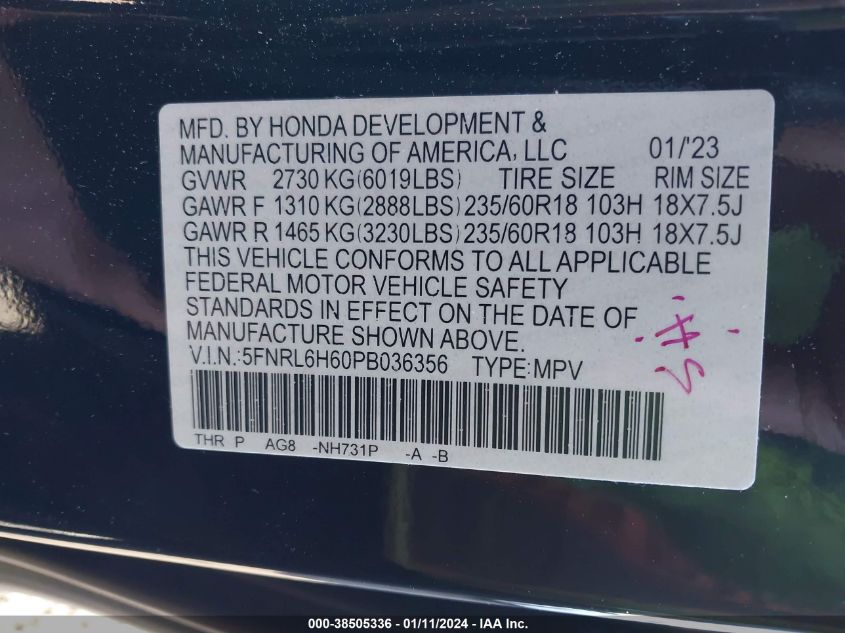 MFD. BY HONDA DEVELOPMENT &
MANUFACTURING OF AMERICA, LLC 01/'23
GVWR 2730 KG(6019LBS) TIRE SIZE RIM SIZE
GAWR F 1310 KG(2888LBS) 235/60R18 103H 18X7.5J
GAWR R 1465 KG(3230LBS) 235/60R18 103H 18X7.5J
THIS VEHICLE CONFORMS TO ALL APPLICABLE
FEDERAL MOTOR VEHICLE SAFETY
STANDARDS IN EFFECT ON THE DATE OF
MANUFACTURE SHOWN ABOVE.
V.I.N.:5FNRL6H60PB036356 TYPE:MPV
THR P AG8 -NH731P -A -B
000-38505336 - 01/11/2024 - IAA Inc.